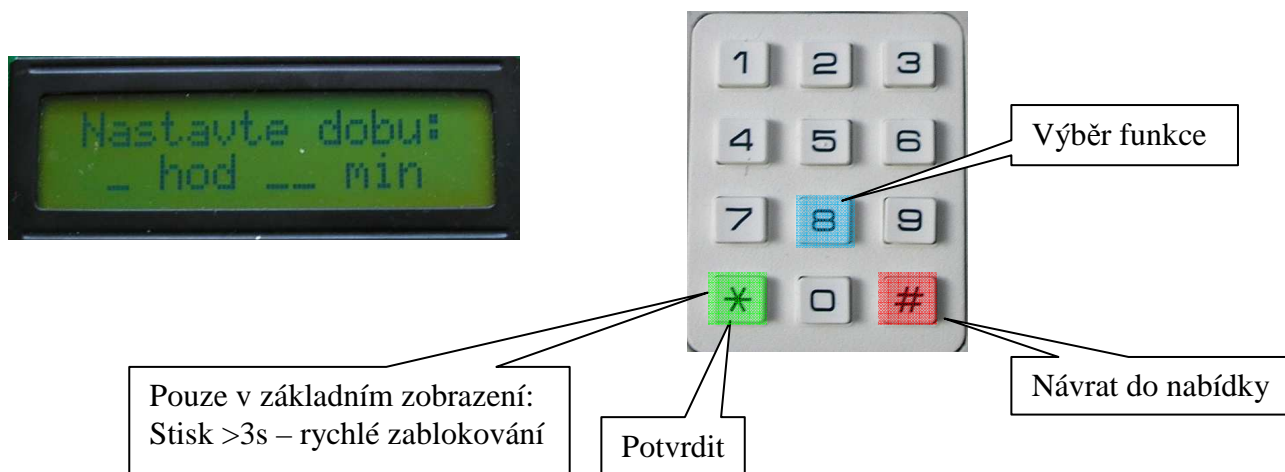 Nastavte dobu:
_ hod __ min
1 2 3
4 5 6
7 8 9
* 0 #
Výběr funkce
Návrat do nabídky
Pouze v základním zobrazení:
Stisk >3s – rychlé zablokování
Potvrdit